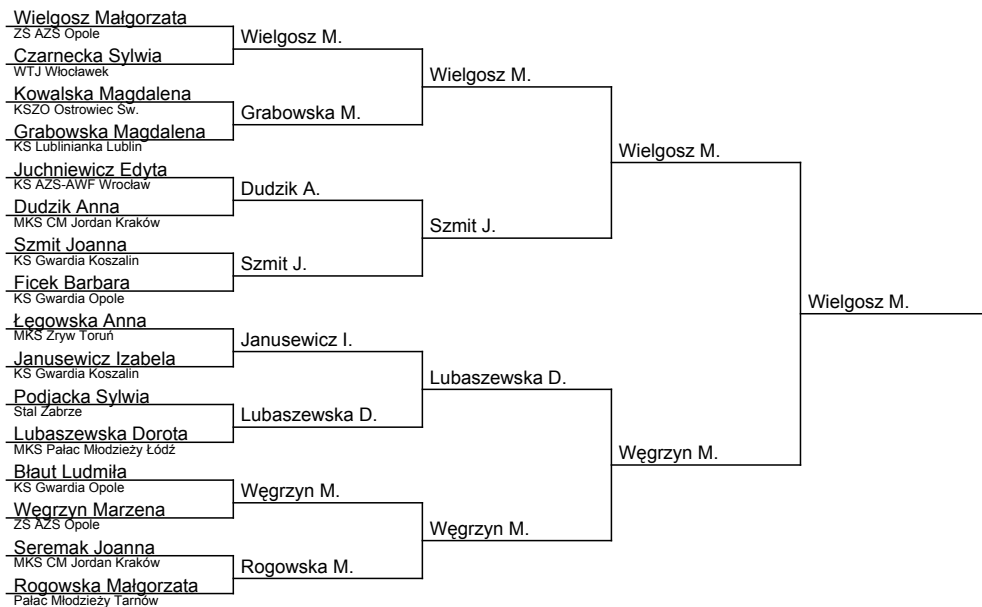 Wielgosz Małgorzata
ZS AZS Opole
Czarnecka Sylwia
WTJ Włocławek
Kowalska Magdalena
KSZO Ostrowiec Św.
Grabowska Magdalena
KS Lublinianka Lublin
Juchniewicz Edyta
KS AZS-AWF Wrocław
Dudzik Anna
MKS CM Jordan Kraków
Szmit Joanna
KS Gwardia Koszalin
Ficek Barbara
KS Gwardia Opole
Łęgowska Anna
MKS Zryw Toruń
Janusewicz Izabela
KS Gwardia Koszalin
Podjacka Sylwia
Stal Zabrze
Lubaszewska Dorota
MKS Pałac Młodzieży Łódź
Błaut Ludmiła
KS Gwardia Opole
Węgrzyn Marzena
ZS AZS Opole
Seremak Joanna
MKS CM Jordan Kraków
Rogowska Małgorzata
Pałac Młodzieży Tarnów
Wielgosz M.
Grabowska M.
Dudzik A.
Szmit J.
Janusewicz I.
Lubaszewska D.
Węgrzyn M.
Rogowska M.
Wielgosz M.
Szmit J.
Lubaszewska D.
Węgrzyn M.
Wielgosz M.
Węgrzyn M.
Wielgosz M.